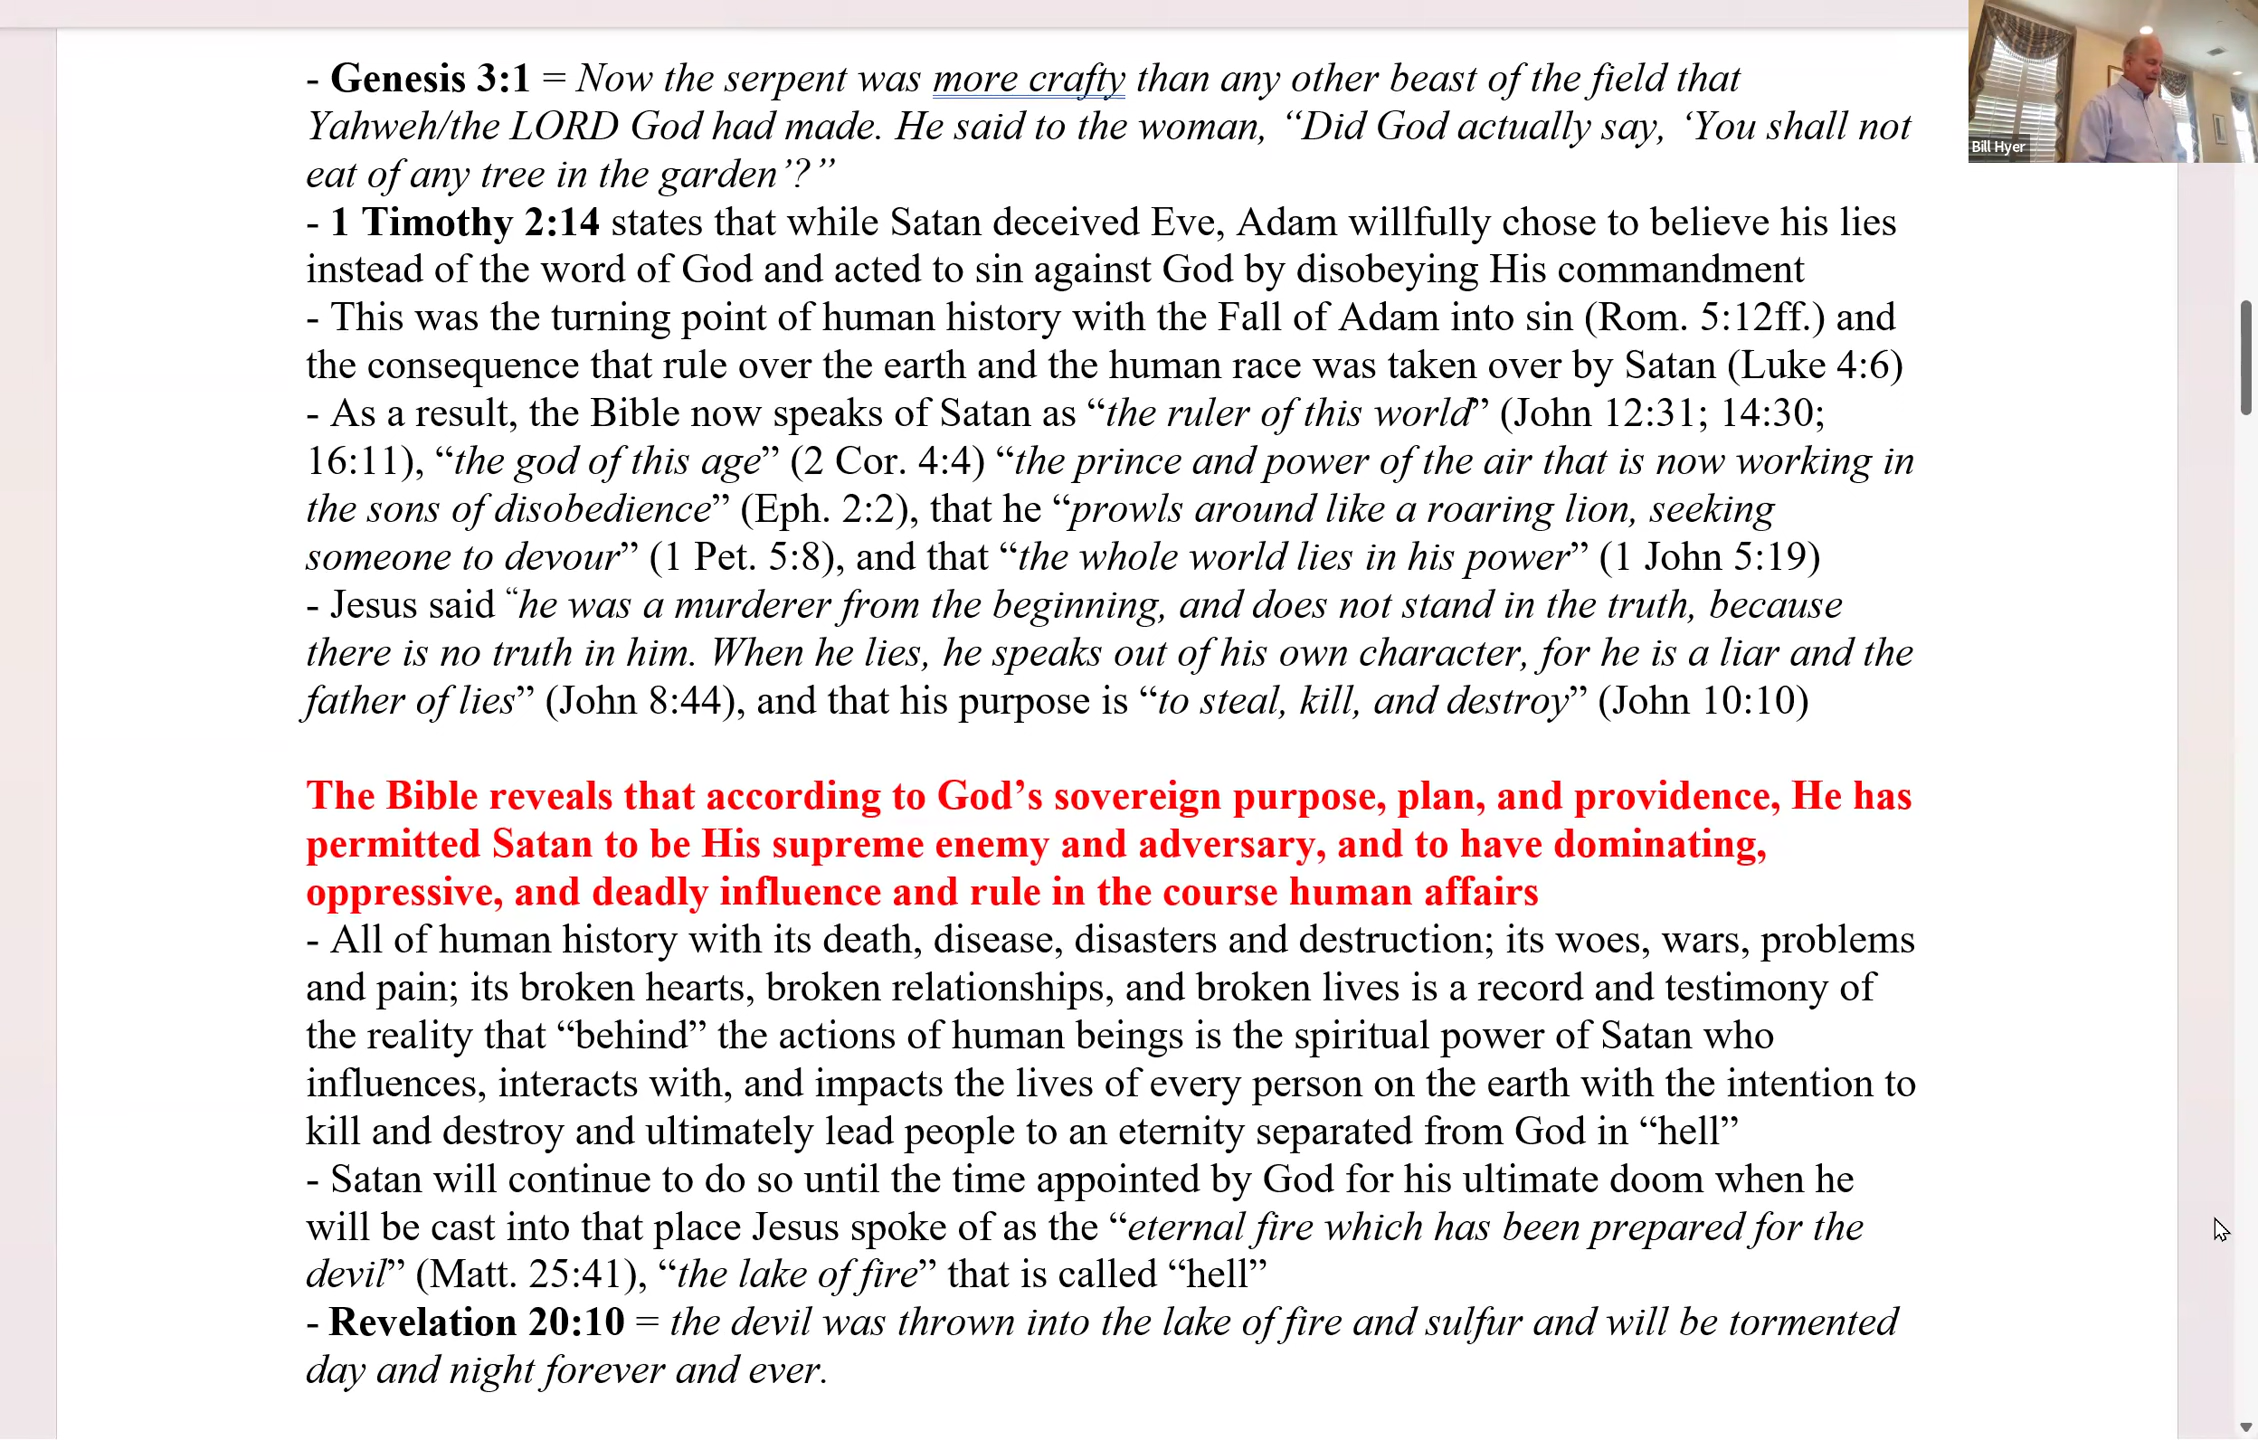 - Genesis 3:1 = Now the serpent was more crafty than any other beast of the field that
Yahweh/the LORD God had made. He said to the woman, “Did God actually say, ‘You shall not
eat of any tree in the garden’?”
- 1 Timothy 2:14 states that while Satan deceived Eve, Adam willfully chose to believe his lies
instead of the word of God and acted to sin against God by disobeying His commandment
- This was the turning point of human history with the Fall of Adam into sin (Rom. 5:12ff.) and
the consequence that rule over the earth and the human race was taken over by Satan (Luke 4:6)
- As a result, the Bible now speaks of Satan as “the ruler of this world” (John 12:31; 14:30;
16:11), “the god of this age” (2 Cor. 4:4) “the prince and power of the air that is now working in
the sons of disobedience” (Eph. 2:2), that he “prowls around like a roaring lion, seeking
someone to devour” (1 Pet. 5:8), and that “the whole world lies in his power” (1 John 5:19)
- Jesus said “he was a murderer from the beginning, and does not stand in the truth, because
there is no truth in him. When he lies, he speaks out of his own character, for he is a liar and the
father of lies” (John 8:44), and that his purpose is “to steal, kill, and destroy” (John 10:10)
The Bible reveals that according to God’s sovereign purpose, plan, and providence, He has
permitted Satan to be His supreme enemy and adversary, and to have dominating,
oppressive, and deadly influence and rule in the course human affairs
- All of human history with its death, disease, disasters and destruction; its woes, wars, problems
and pain; its broken hearts, broken relationships, and broken lives is a record and testimony of
the reality that “behind” the actions of human beings is the spiritual power of Satan who
influences, interacts with, and impacts the lives of every person on the earth with the intention to
kill and destroy and ultimately lead people to an eternity separated from God in “hell”
- Satan will continue to do so until the time appointed by God for his ultimate doom when he
will be cast into that place Jesus spoke of as the “eternal fire which has been prepared for the
devil” (Matt. 25:41), “the lake of fire” that is called “hell”
- Revelation 20:10 = the devil was thrown into the lake of fire and sulfur and will be tormented
day and night forever and ever.
Bill Hyer